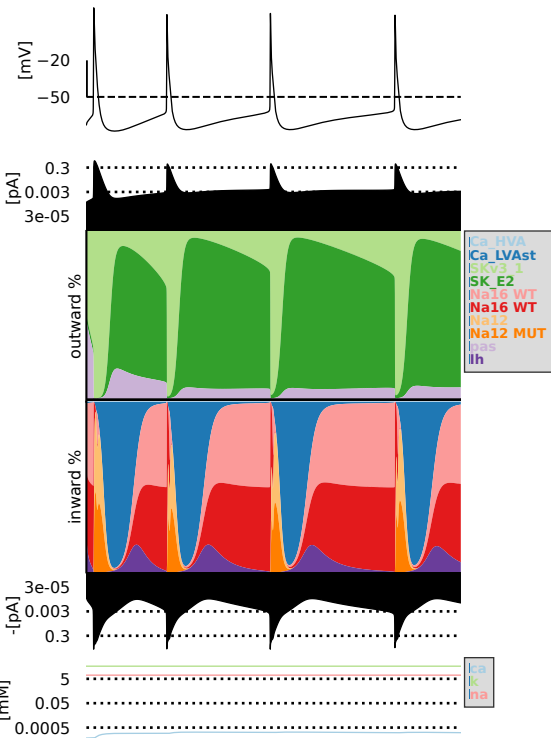 [mV]
−20
−50
[pA]
0.3
0.003
3e-05
outward %
Ca_HVA
Ca_LVAst
SKv3_1
SK_E2
Na16 WT
Na16 WT
Na12
Na12 MUT
pas
Ih
inward %
-[pA]
3e-05
0.003
0.3
[mM]
5
0.05
0.0005
ca
k
na